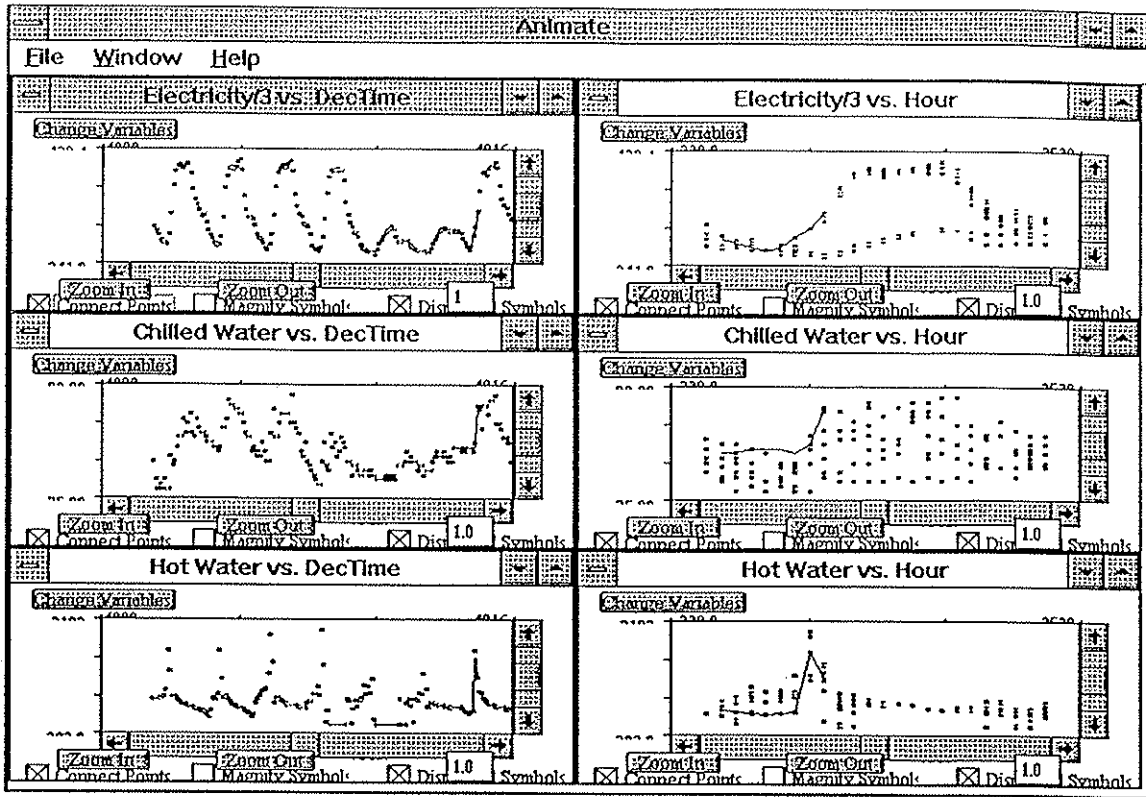 Animate
File Window Help
Electricity/3 vs. DecTime
Change Variables
Zoom In Zoom Out 1
Connect Points Magnify Symbols Symbols
Electricity/3 vs. Hour
Change Variables
Zoom In Zoom Out 1.0
Connect Points Magnify Symbols Symbols
Chilled Water vs. DecTime
Change Variables
Zoom In Zoom Out 1.0
Connect Points Magnify Symbols Symbols
Chilled Water vs. Hour
Change Variables
Zoom In Zoom Out 1.0
Connect Points Magnify Symbols Symbols
Hot Water vs. DecTime
Change Variables
Zoom In Zoom Out 1.0
Connect Points Magnify Symbols Symbols
Hot Water vs. Hour
Change Variables
Zoom In Zoom Out 1.0
Connect Points Magnify Symbols Symbols